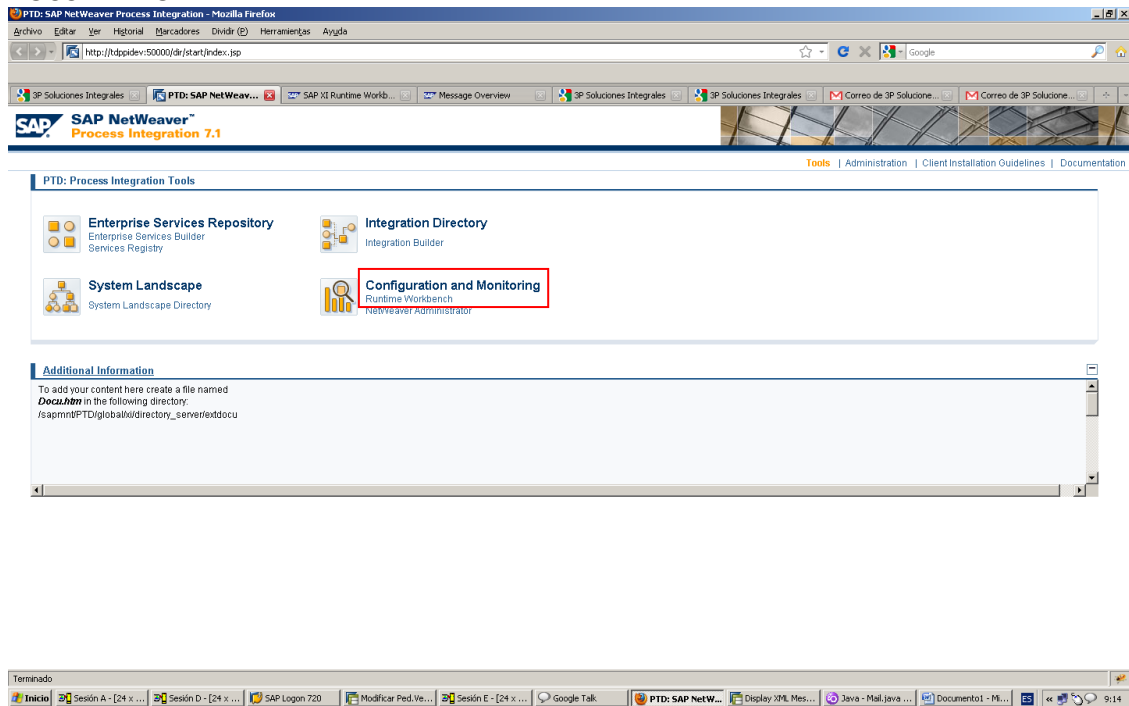 PTD: SAP NetWeaver Process Integration - Mozilla Firefox
Archivo Editar Ver Historial Marcadores Dividir (P) Herramientas Ayuda
http://tdppidev:50000/dir/start/index.jsp
Google
3P Soluciones Integrales
PTD: SAP NetWeav...
SAP XI Runtime Workb...
Message Overview
3P Soluciones Integrales
3P Soluciones Integrales
Correo de 3P Solucione...
Correo de 3P Solucione...
SAP
SAP NetWeaver™
Process Integration 7.1
Tools | Administration | Client Installation Guidelines | Documentation
PTD: Process Integration Tools
Enterprise Services Repository
Enterprise Services Builder
Services Registry
Integration Directory
Integration Builder
System Landscape
System Landscape Directory
Configuration and Monitoring
Runtime Workbench
NetWeaver Administrator
Additional Information
To add your content here create a file named
Docu.htm in the following directory:
/sapmnt/PTD/global/xi/directory_server/extdocu
Terminado
Inicio
Sesión A - [24 x ...
Sesión D - [24 x ...
SAP Logon 720
Modificar Ped.Ve...
Sesión E - [24 x ...
Google Talk
PTD: SAP NetW...
Display XML Mes...
Java - Mail.java ...
Documento1 - Mi...
ES
9:14